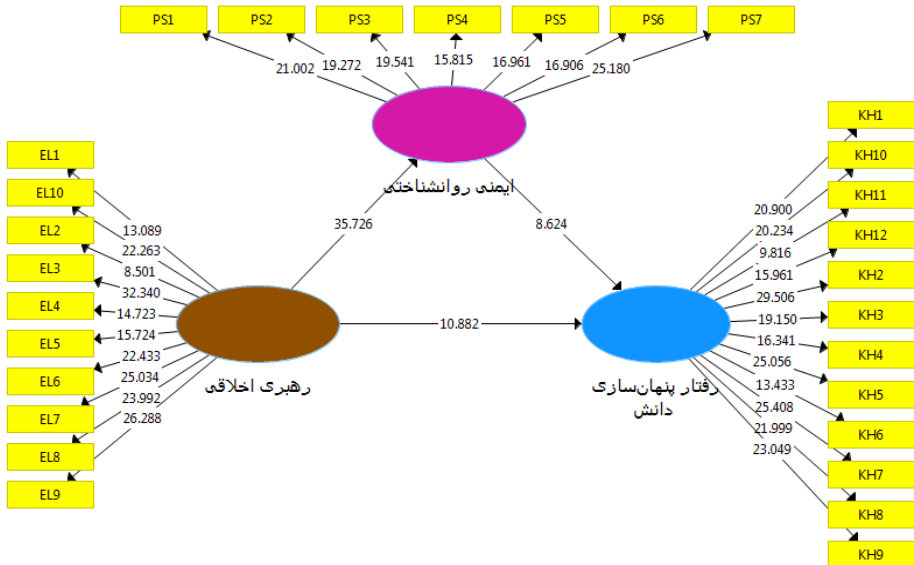 PS1
PS2
PS3
PS4
PS5
PS6
PS7
21.002
19.272
19.541
15.815
16.961
16.906
25.180
ایمنی روانشناختی
EL1
EL10
EL2
EL3
EL4
EL5
EL6
EL7
EL8
EL9
13.089
22.263
8.501
32.340
14.723
15.724
22.433
25.034
23.992
26.288
رهبری اخلاقی
35.726
8.624
10.882
رفتار پنهان‌سازی
دانش
20.900
20.234
9.816
15.961
29.506
19.150
16.341
25.056
13.433
25.408
21.999
23.049
KH1
KH10
KH11
KH12
KH2
KH3
KH4
KH5
KH6
KH7
KH8
KH9